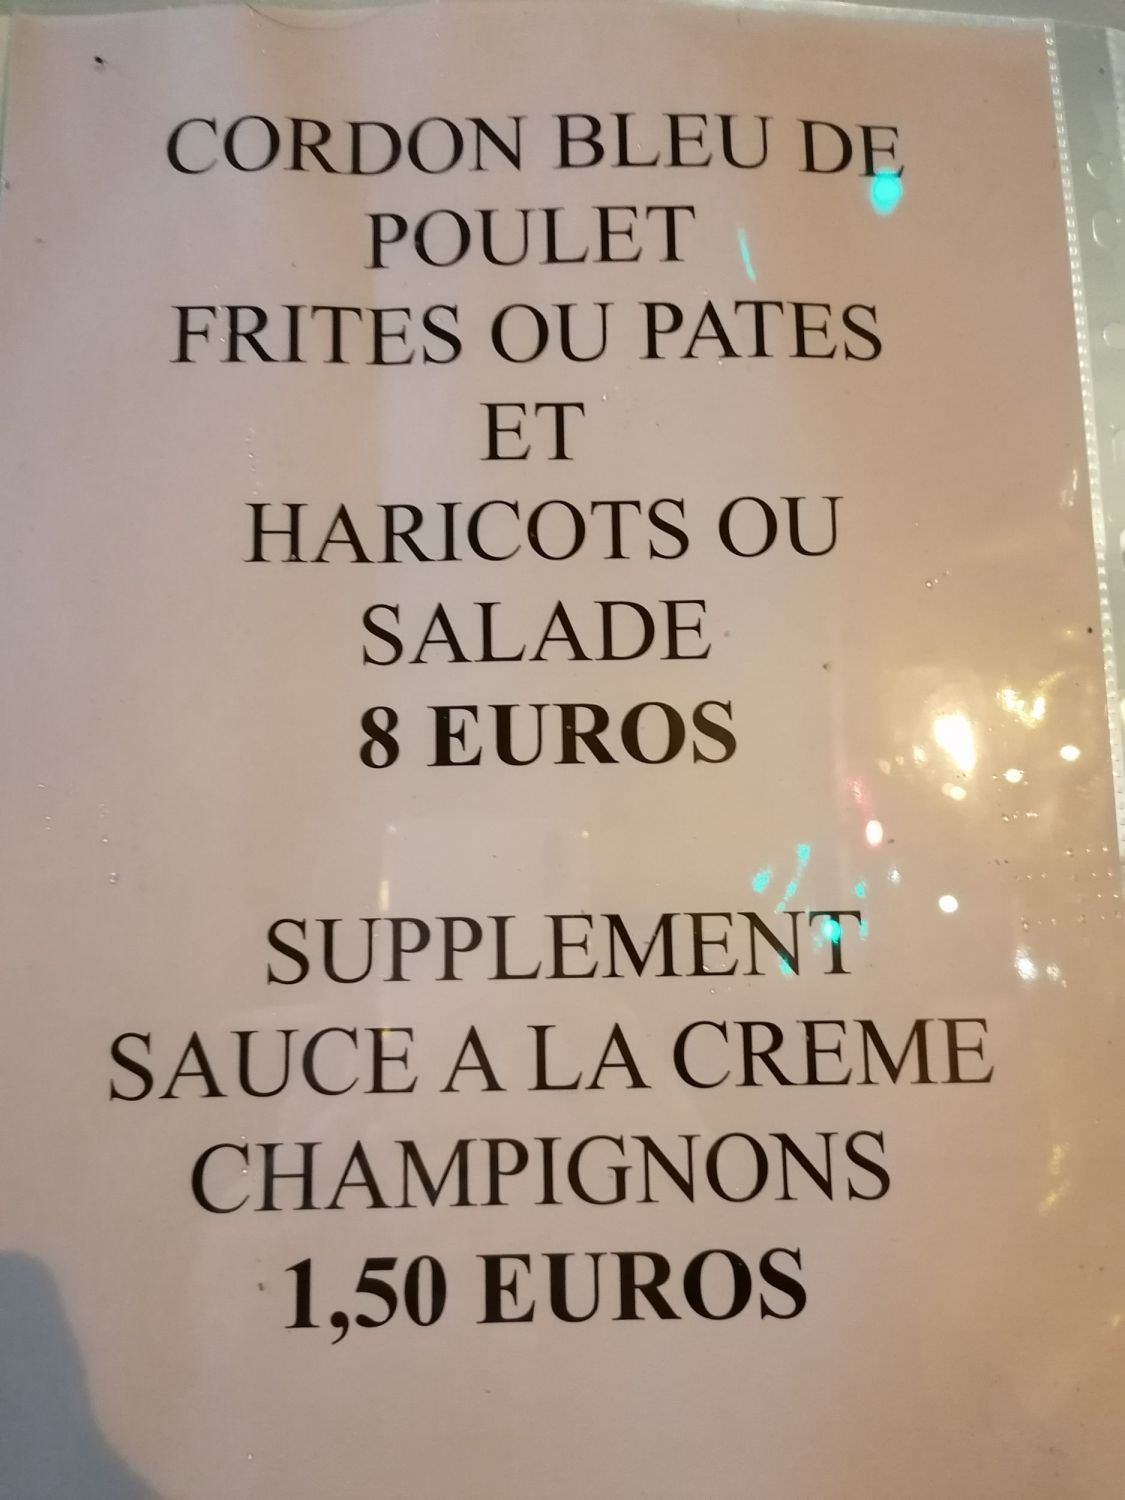 CORDON BLEU DE
POULET
FRITES OU PATES
ET
HARICOTS OU
SALADE
8 EUROS
SUPPLEMENT
SAUCE A LA CREME
CHAMPIGNONS
1,50 EUROS